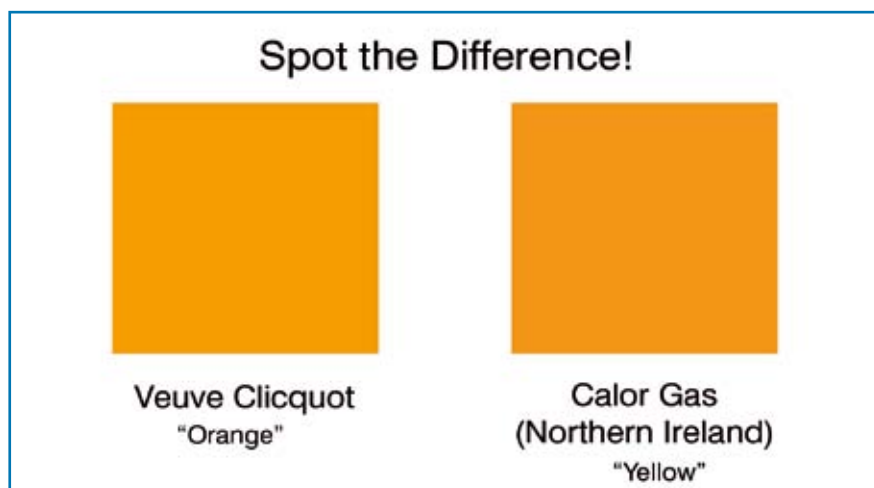 Spot the Difference!
Veuve Clicquot
“Orange”
Calor Gas
(Northern Ireland)
“Yellow”